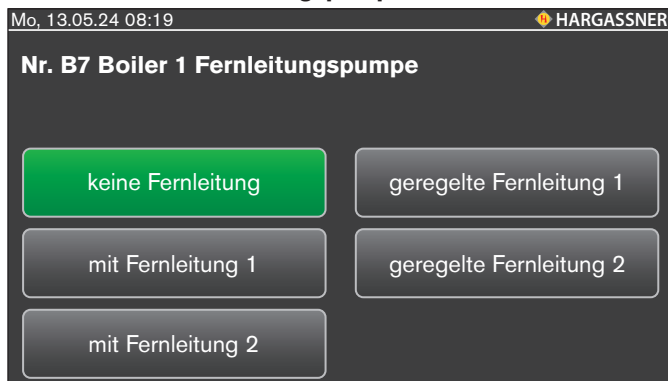 Mo, 13.05.24 08:19 HARGASSNER
Nr. B7 Boiler 1 Fernleitungspumpe
keine Fernleitung geregelte Fernleitung 1
mit Fernleitung 1 geregelte Fernleitung 2
mit Fernleitung 2